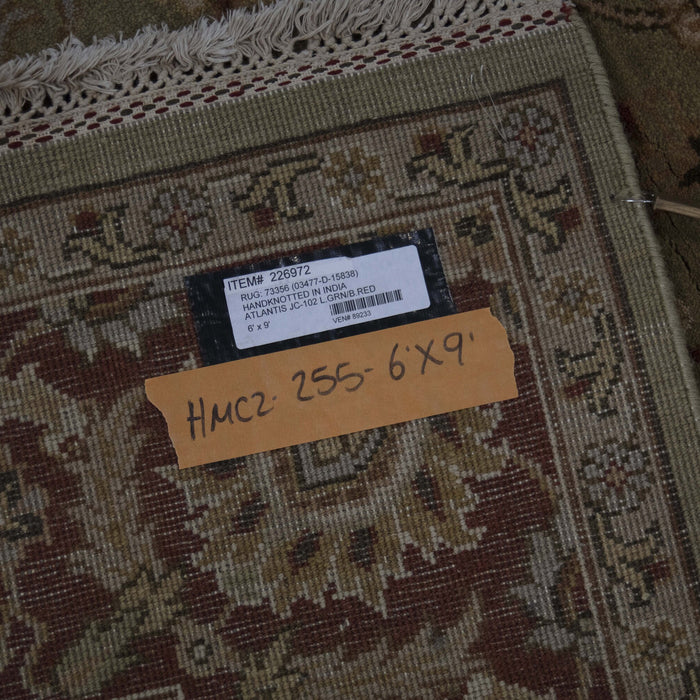 ITEM# 226972
RUG: 73356 (03477-D-15838)
HANDKNOTTED IN INDIA
ATLANTIS JC-102 L.GRN/B.RED
6' x 9'
VEN# 89233
HMC2- 255- 6'X9'